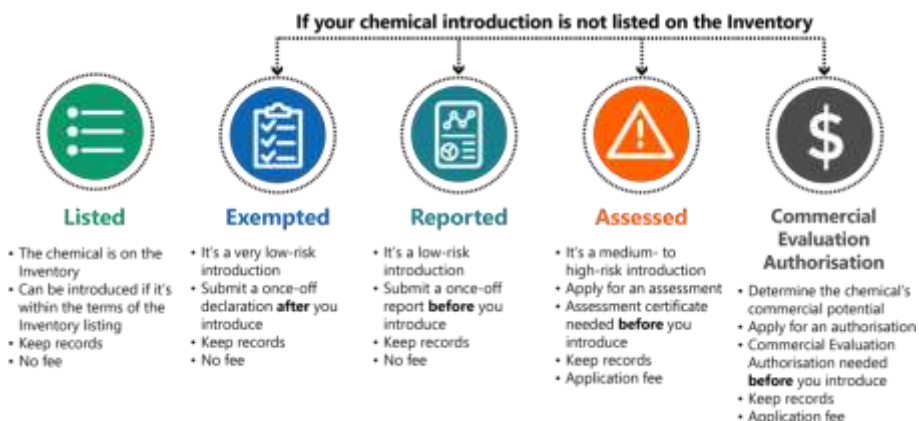 If your chemical introduction is not listed on the Inventory
Listed
• The chemical is on the
Inventory
• Can be introduced if it's
within the terms of the
Inventory listing
• Keep records
• No fee
Exempted
• It's a very low-risk
introduction
• Submit a once-off
declaration after you
introduce
• Keep records
• No fee
Reported
• It's a low-risk
introduction
• Submit a once-off
report before you
introduce
• Keep records
• No fee
Assessed
• It's a medium- to
high-risk introduction
• Apply for an assessment
• Assessment certificate
needed before you
introduce
• Keep records
• Application fee
$
Commercial
Evaluation
Authorisation
• Determine the chemical's
commercial potential
• Apply for an authorisation
• Commercial Evaluation
Authorisation needed
before you introduce
• Keep records
• Application fee